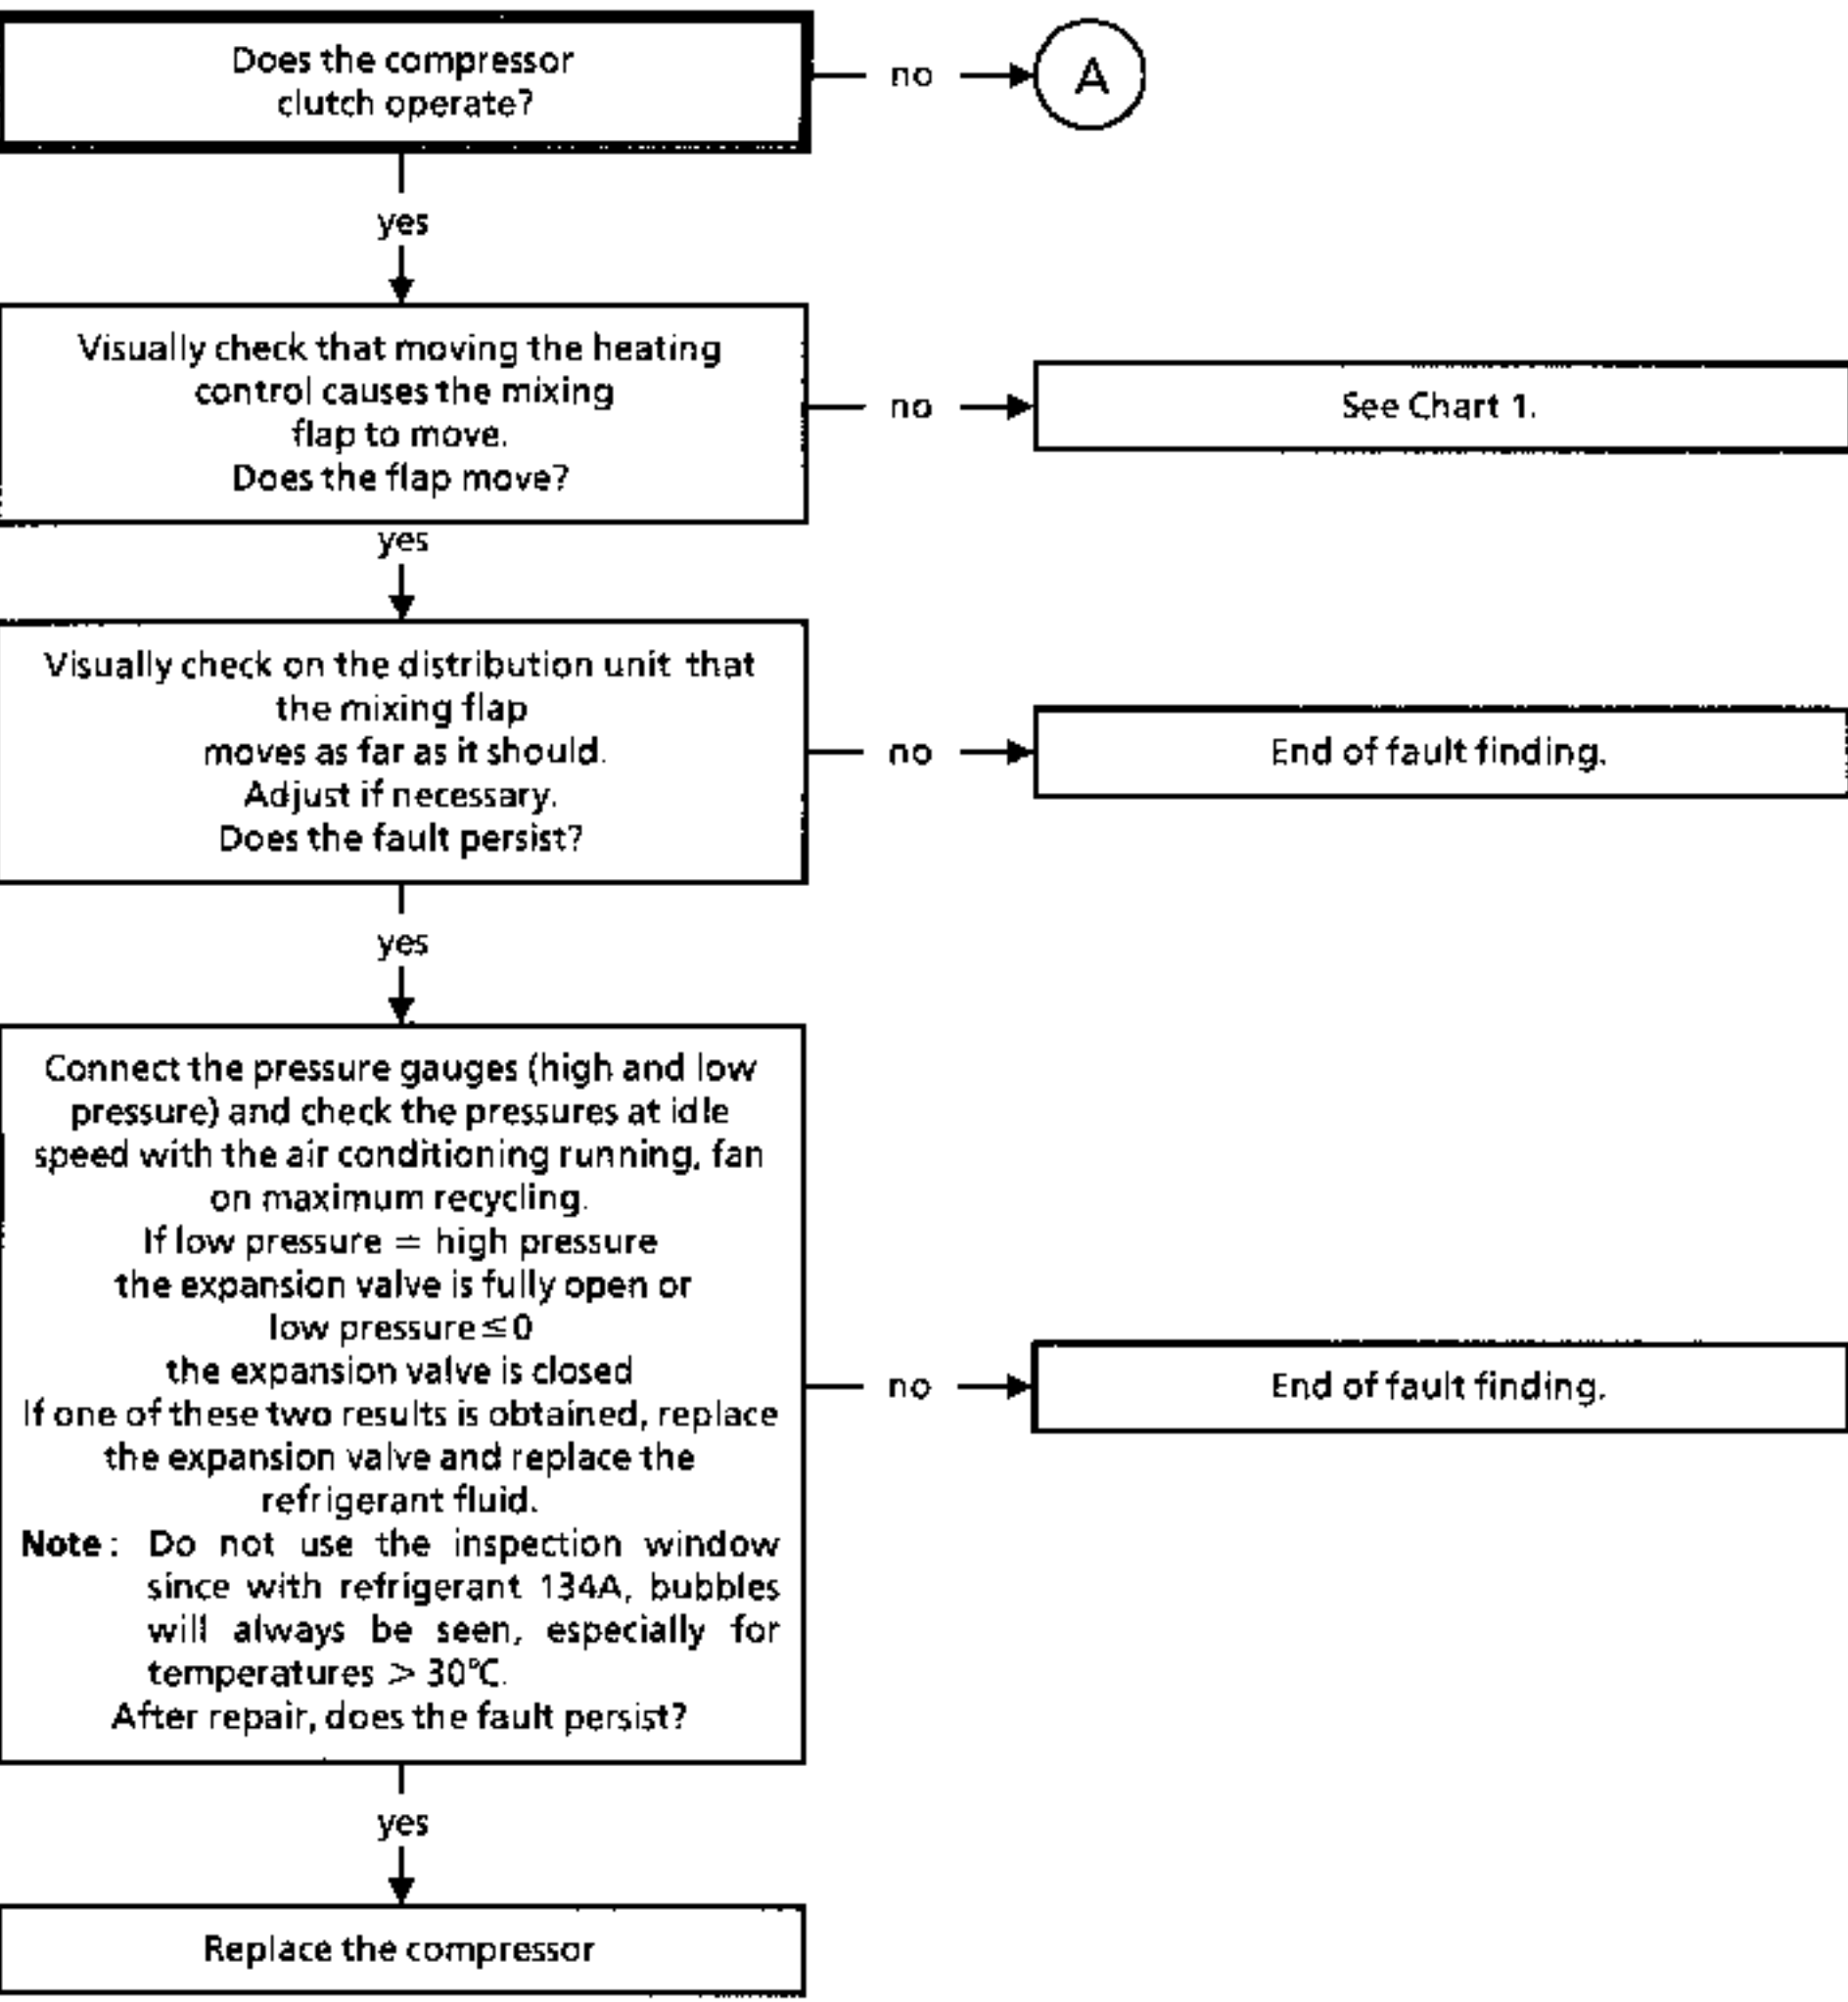 Does the compressor
clutch operate?
no
A
yes
Visually check that moving the heating
control causes the mixing
flap to move.
Does the flap move?
no
See Chart 1.
yes
Visually check on the distribution unit that
the mixing flap
moves as far as it should.
Adjust if necessary.
Does the fault persist?
no
End of fault finding.
yes
Connect the pressure gauges (high and low
pressure) and check the pressures at idle
speed with the air conditioning running, fan
on maximum recycling.
If low pressure = high pressure
the expansion valve is fully open or
low pressure ≤ 0
the expansion valve is closed
If one of these two results is obtained, replace
the expansion valve and replace the
refrigerant fluid.
Note : Do not use the inspection window
since with refrigerant 134A, bubbles
will always be seen, especially for
temperatures > 30°C.
After repair, does the fault persist?
no
End of fault finding.
yes
Replace the compressor